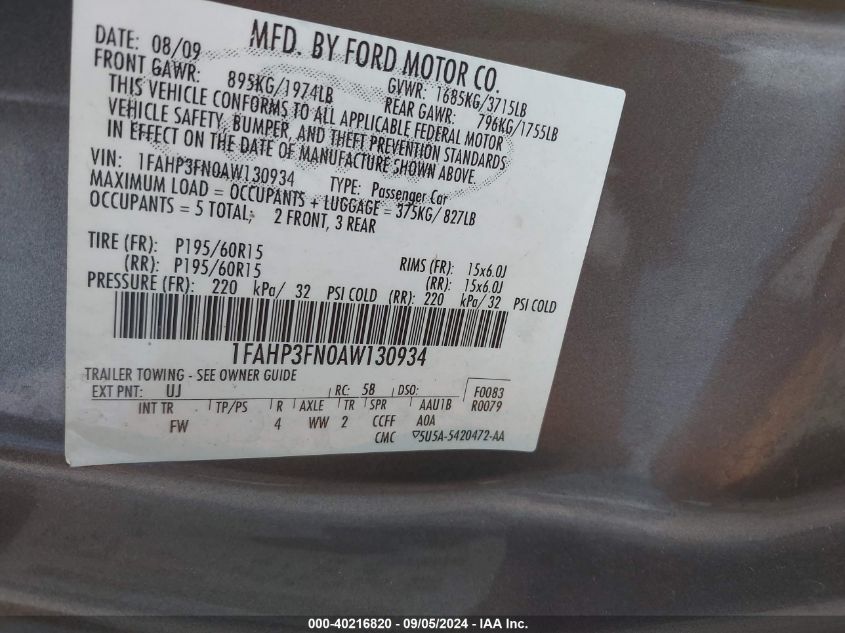 MFD. BY FORD MOTOR CO.
DATE: 08/09 GVWR: 1685KG/3715LB
FRONT GAWR: 895KG/1974LB REAR GAWR: 796KG/1755LB
THIS VEHICLE CONFORMS TO ALL APPLICABLE FEDERAL MOTOR
VEHICLE SAFETY, BUMPER, AND THEFT PREVENTION STANDARDS
IN EFFECT ON THE DATE OF MANUFACTURE SHOWN ABOVE.
VIN: 1FAHP3FN0AW130934 TYPE: Passenger Car
MAXIMUM LOAD = OCCUPANTS + LUGGAGE = 375KG/ 827LB
OCCUPANTS = 5 TOTAL; 2 FRONT, 3 REAR
TIRE (FR): P195/60R15 RIMS (FR): 15x6.0J
(RR): P195/60R15 (RR): 15x6.0J
PRESSURE (FR): 220 kPa/ 32 PSI COLD (RR): 220 kPa/ 32 PSI COLD
1FAHP3FN0AW130934
TRAILER TOWING - SEE OWNER GUIDE
EXT PNT: UJ RC: 58 DSO: F0083
INT TR TP/PS R AXLE TR SPR AAU1B R0079
FW 4 WW 2 CCFF A0A
CMC ▽5U5A-5420472-AA
000-40216820 - 09/05/2024 - IAA Inc.